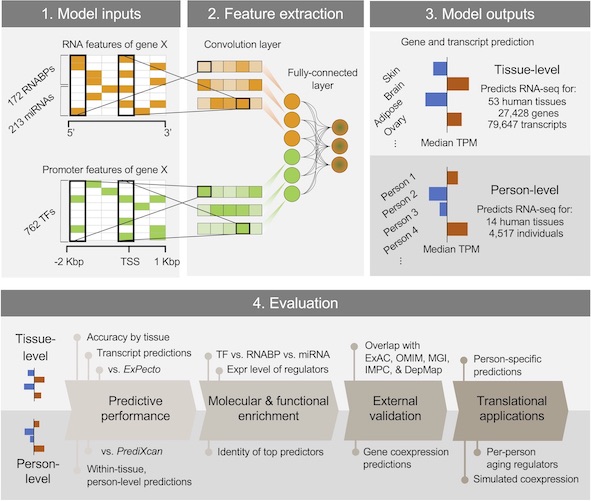 1. Model inputs
RNA features of gene X
172 RNABPs
213 miRNAs
5'
3'
Promoter features of gene X
762 TFs
-2 Kbp
TSS
1 Kbp
2. Feature extraction
Convolution layer
Fully-connected
layer
3. Model outputs
Gene and transcript prediction
Skin
Brain
Adipose
Ovary
...
Median TPM
Tissue-level
Predicts RNA-seq for:
53 human tissues
27,428 genes
79,647 transcripts
Person 1
Person 2
Person 3
Person 4
...
Median TPM
Person-level
Predicts RNA-seq for:
14 human tissues
4,517 individuals
4. Evaluation
Tissue-
level
Person-
level
Accuracy by tissue
Transcript predictions
vs. ExPecto
Predictive
performance
vs. PrediXcan
Within-tissue,
person-level predictions
TF vs. RNABP vs. miRNA
Expr level of regulators
Molecular & functional
enrichment
Identity of top predictors
Overlap with
ExAC, OMIM, MGI,
IMPC, & DepMap
External
validation
Gene coexpression
predictions
Person-specific
predictions
Translational
applications
Per-person
aging regulators
Simulated coexpression